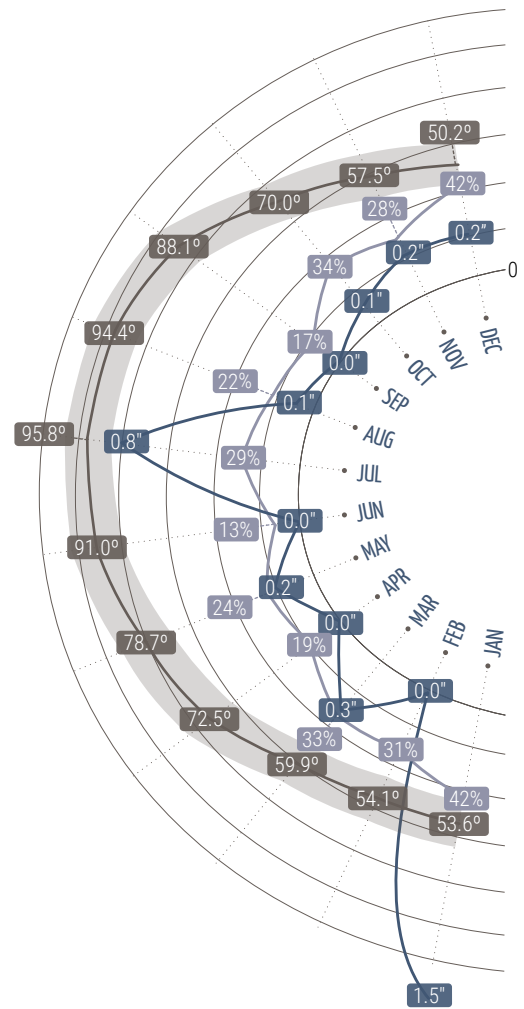 50.2º
57.5º
42%
70.0º
28%
0.2"
88.1º
0.2"
34%
0
0.1"
94.4º
17%
DEC
NOV
0.0"
OCT
22%
SEP
0.1"
95.8º
0.8"
AUG
29%
JUL
JUN
0.0"
13%
91.0º
MAY
APR
0.2"
24%
MAR
0.0"
FEB
78.7º
19%
JAN
0.0"
0.3"
72.5º
33%
31%
59.9º
54.1º
42%
53.6º
1.5"